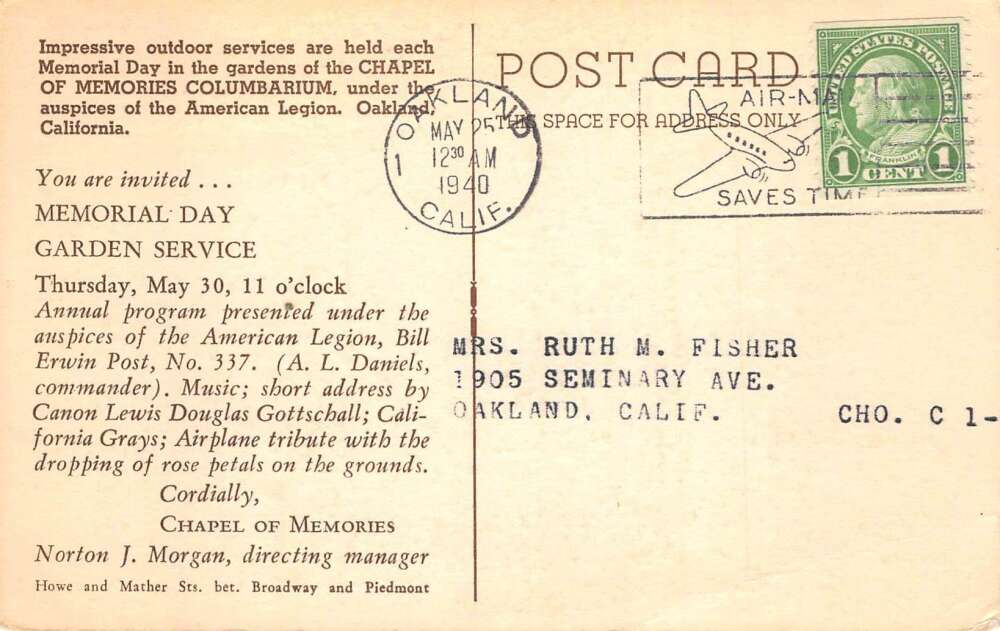 Impressive outdoor services are held each
Memorial Day in the gardens of the CHAPEL
OF MEMORIES COLUMBARIUM, under the
auspices of the American Legion. Oakland,
California.
You are invited . . .
MEMORIAL DAY
GARDEN SERVICE
Thursday, May 30, 11 o'clock
Annual program presented under the
auspices of the American Legion, Bill
Erwin Post, No. 337. (A. L. Daniels,
commander). Music; short address by
Canon Lewis Douglas Gottschall; Cali-
fornia Grays; Airplane tribute with the
dropping of rose petals on the grounds.
Cordially,
CHAPEL OF MEMORIES
Norton J. Morgan, directing manager
Howe and Mather Sts. bet. Broadway and Piedmont
POST CARD
THIS SPACE FOR ADDRESS ONLY
OAKLAND
MAY 25
12 30 AM
1940
CALIF.
1
AIR-MA
SAVES TIME
UNITED STATES POSTAGE
FRANKLIN
1 CENT 1
MRS. RUTH M. FISHER
1905 SEMINARY AVE.
OAKLAND, CALIF. CHO. C 1-